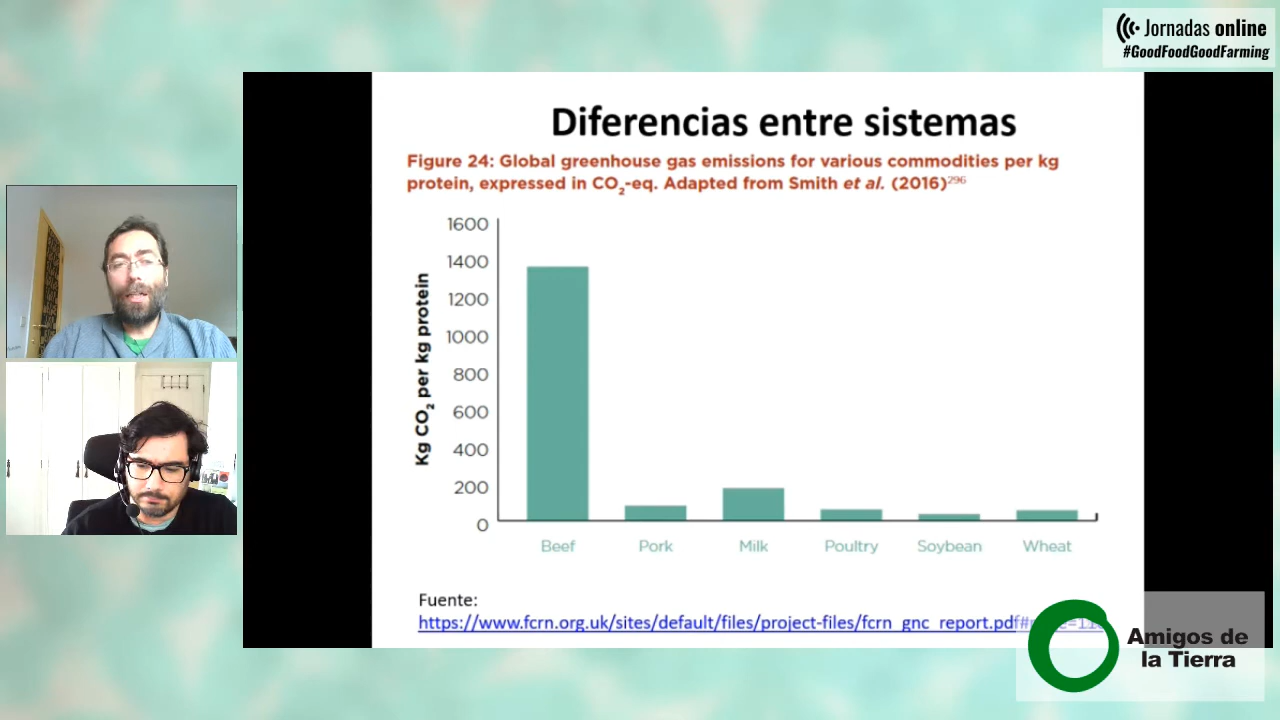 Jornadas online
#GoodFoodGoodFarming
Diferencias entre sistemas
Figure 24: Global greenhouse gas emissions for various commodities per kg
protein, expressed in CO2-eq. Adapted from Smith et al. (2016)296
Kg CO2 per kg protein
1600
1400
1200
1000
800
600
400
200
0
Beef Pork Milk Poultry Soybean Wheat
Fuente:
https://www.fcrn.org.uk/sites/default/files/project-files/fcrn_gnc_report.pdf
Amigos de
la Tierra